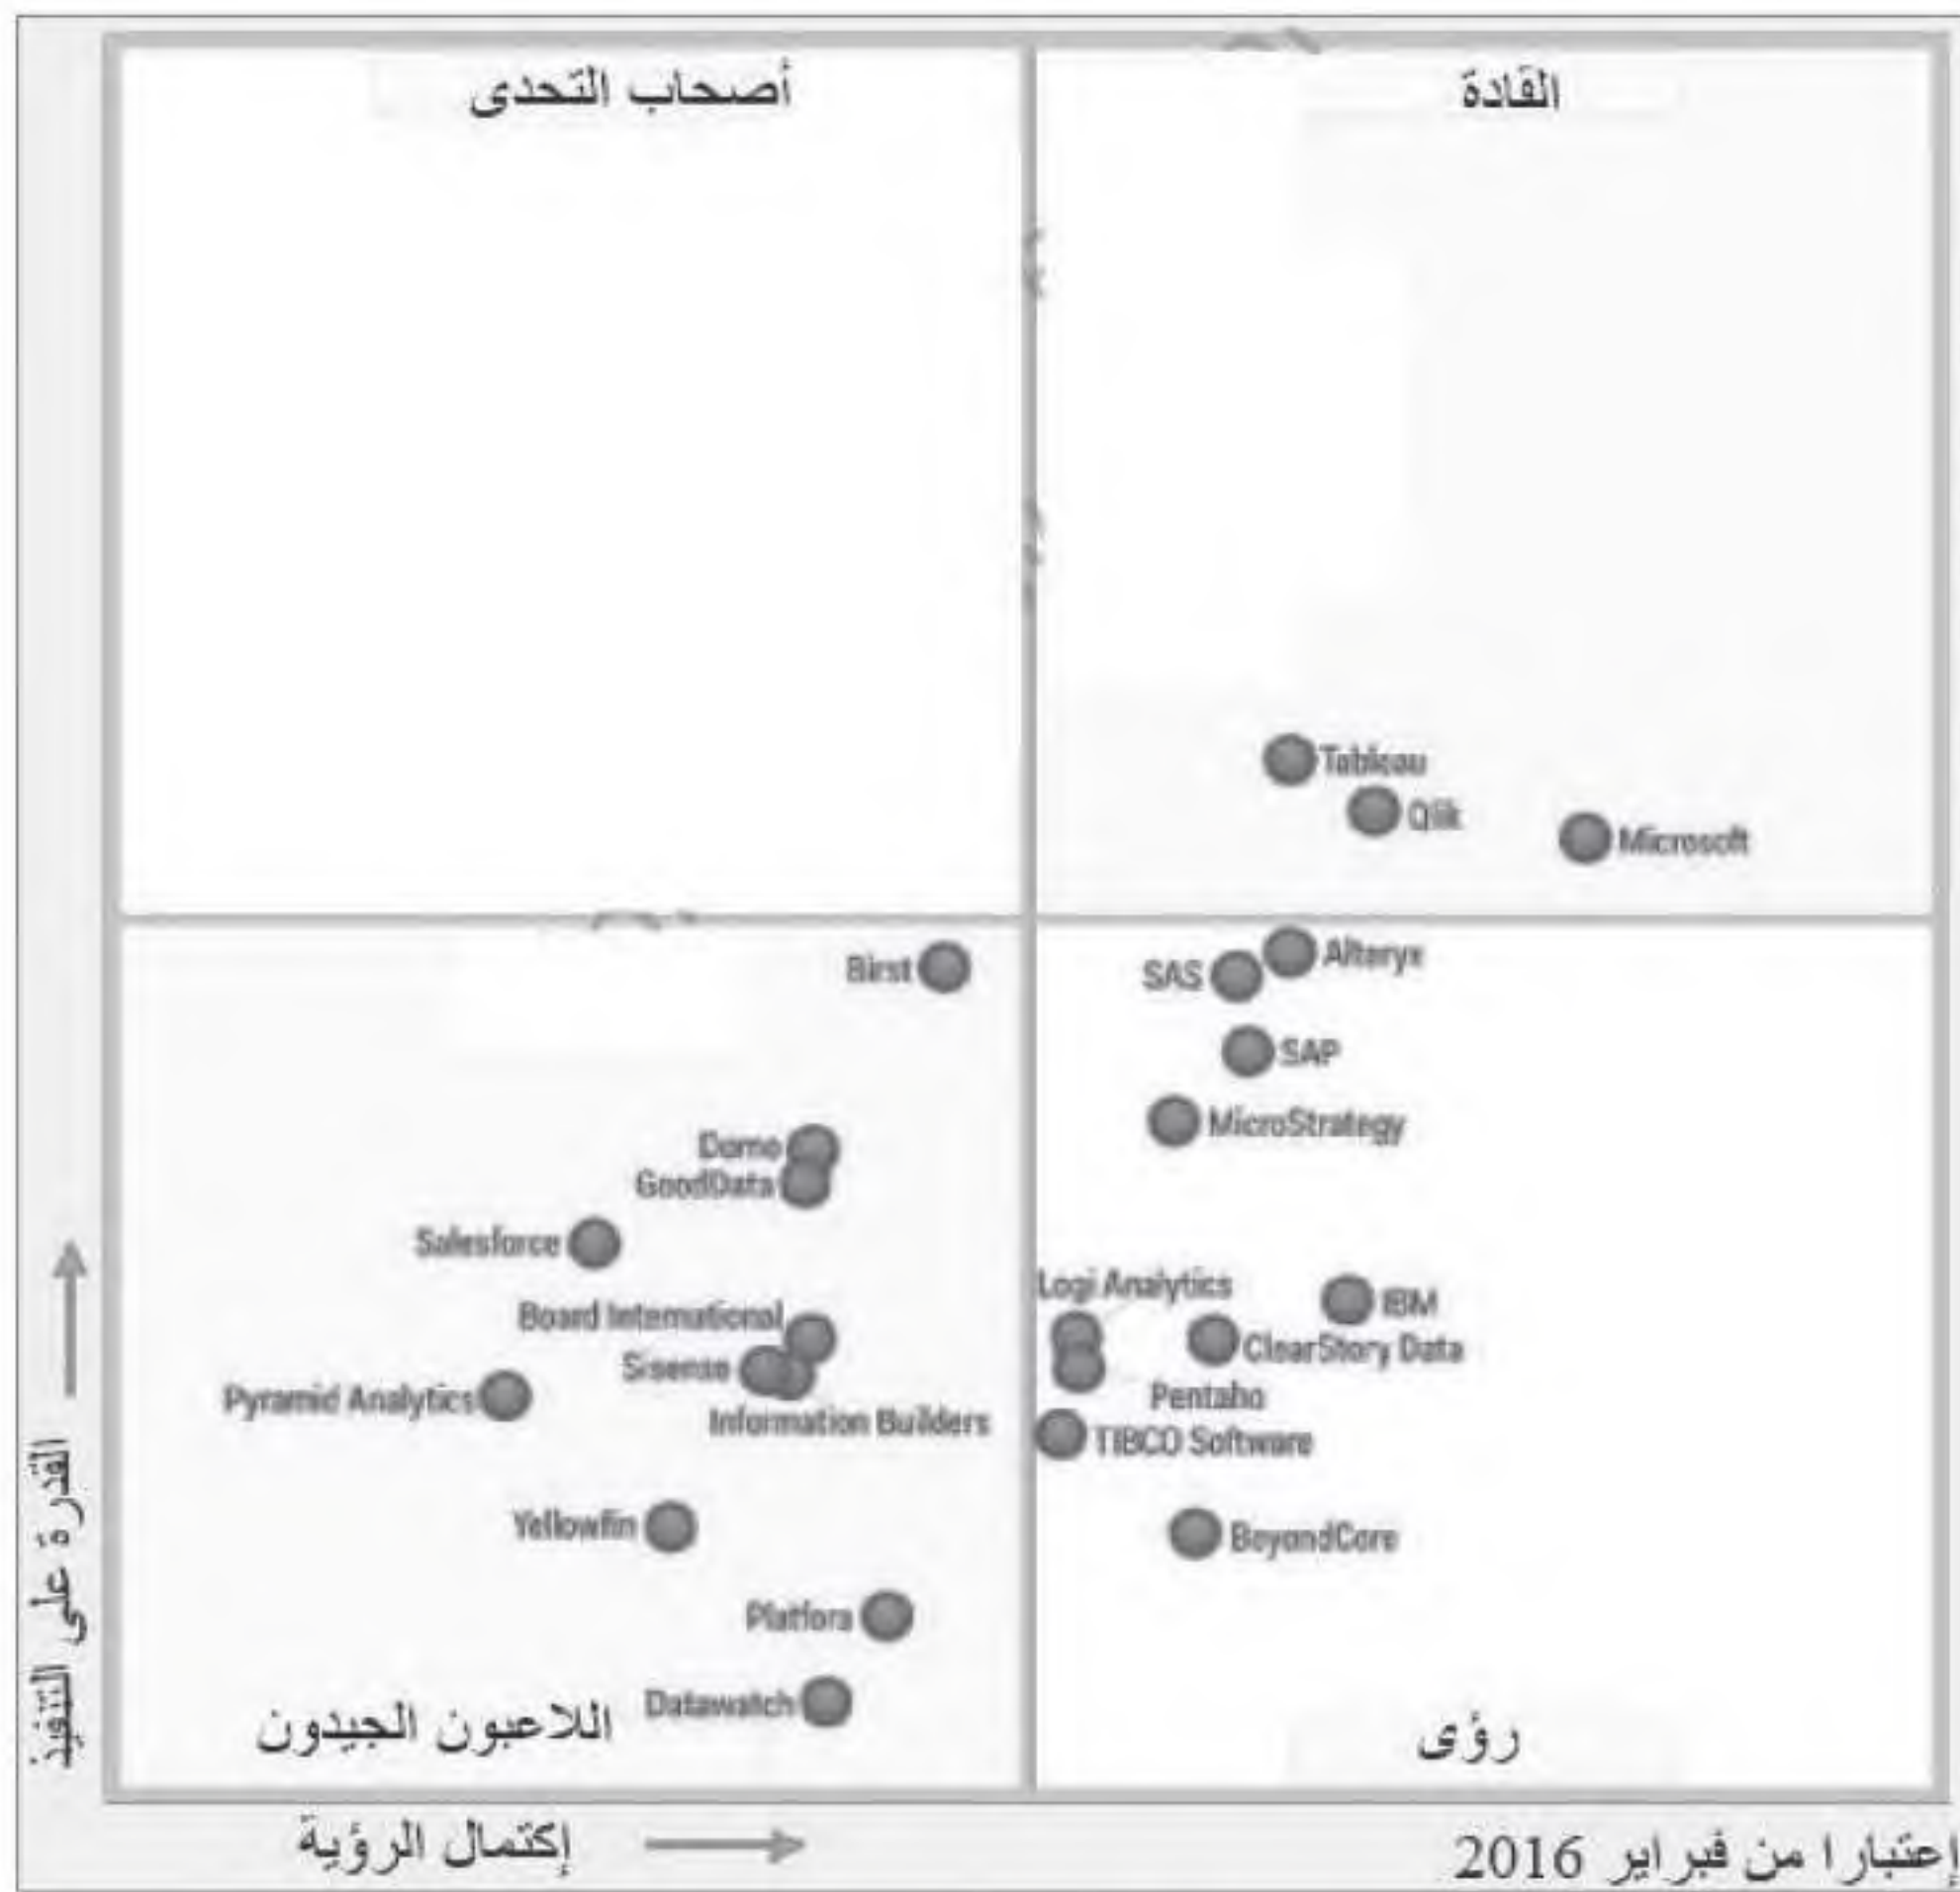 أصحاب التحدى
القادة
Tableau
Qlik
Microsoft
Birst
Alteryx
SAS
SAP
MicroStrategy
Domo
GoodData
Salesforce
Board International
Sisense
Pyramid Analytics
Information Builders
Logi Analytics
IBM
ClearStory Data
Pentaho
TIBCO Software
Yellowfin
BeyondCore
Platfora
Datawatch
اللاعبون الجيدون
رؤى
القدرة على التنفيذ
إكتمال الرؤية
إعتبارا من فبراير 2016